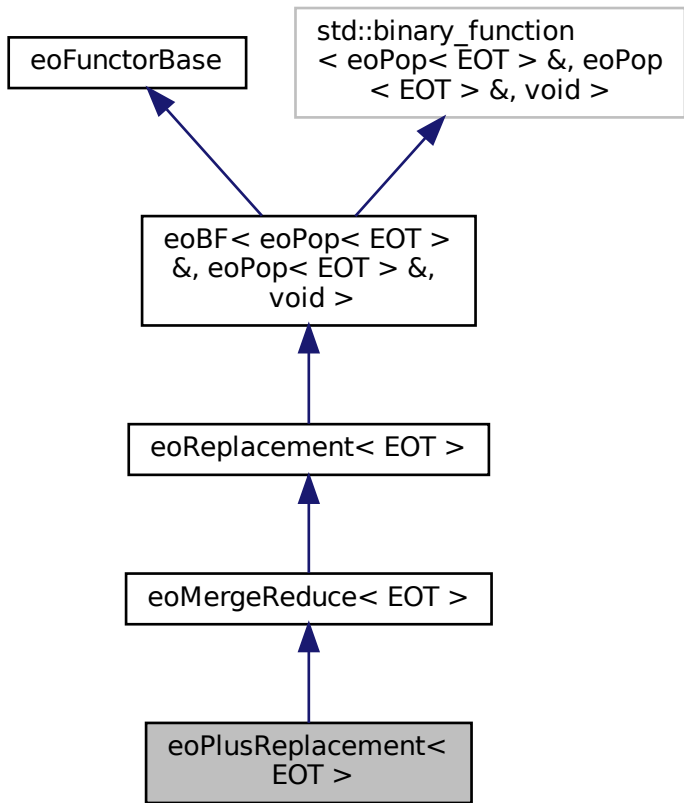 eoFunctorBase
std::binary_function
< eoPop< EOT > &, eoPop
< EOT > &, void >
eoBF< eoPop< EOT >
&, eoPop< EOT > &,
void >
eoReplacement< EOT >
eoMergeReduce< EOT >
eoPlusReplacement<
EOT >